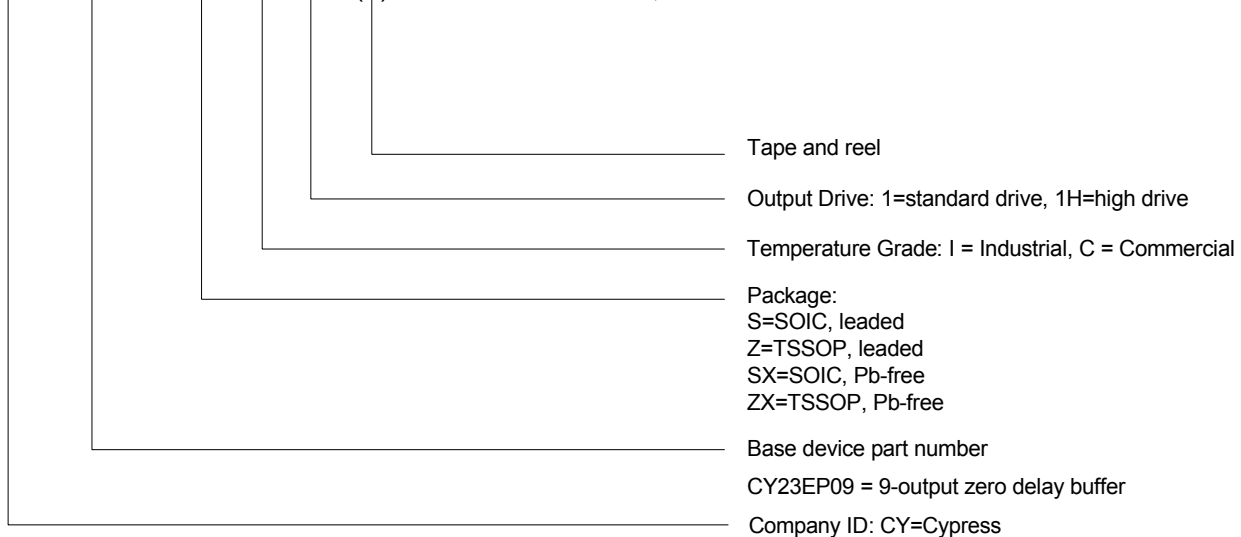 Tape and reel
Output Drive: 1=standard drive, 1H=high drive
Temperature Grade: I = Industrial, C = Commercial
Package:
S=SOIC, leaded
Z=TSSOP, leaded
SX=SOIC, Pb-free
ZX=TSSOP, Pb-free
Base device part number
CY23EP09 = 9-output zero delay buffer
Company ID: CY=Cypress